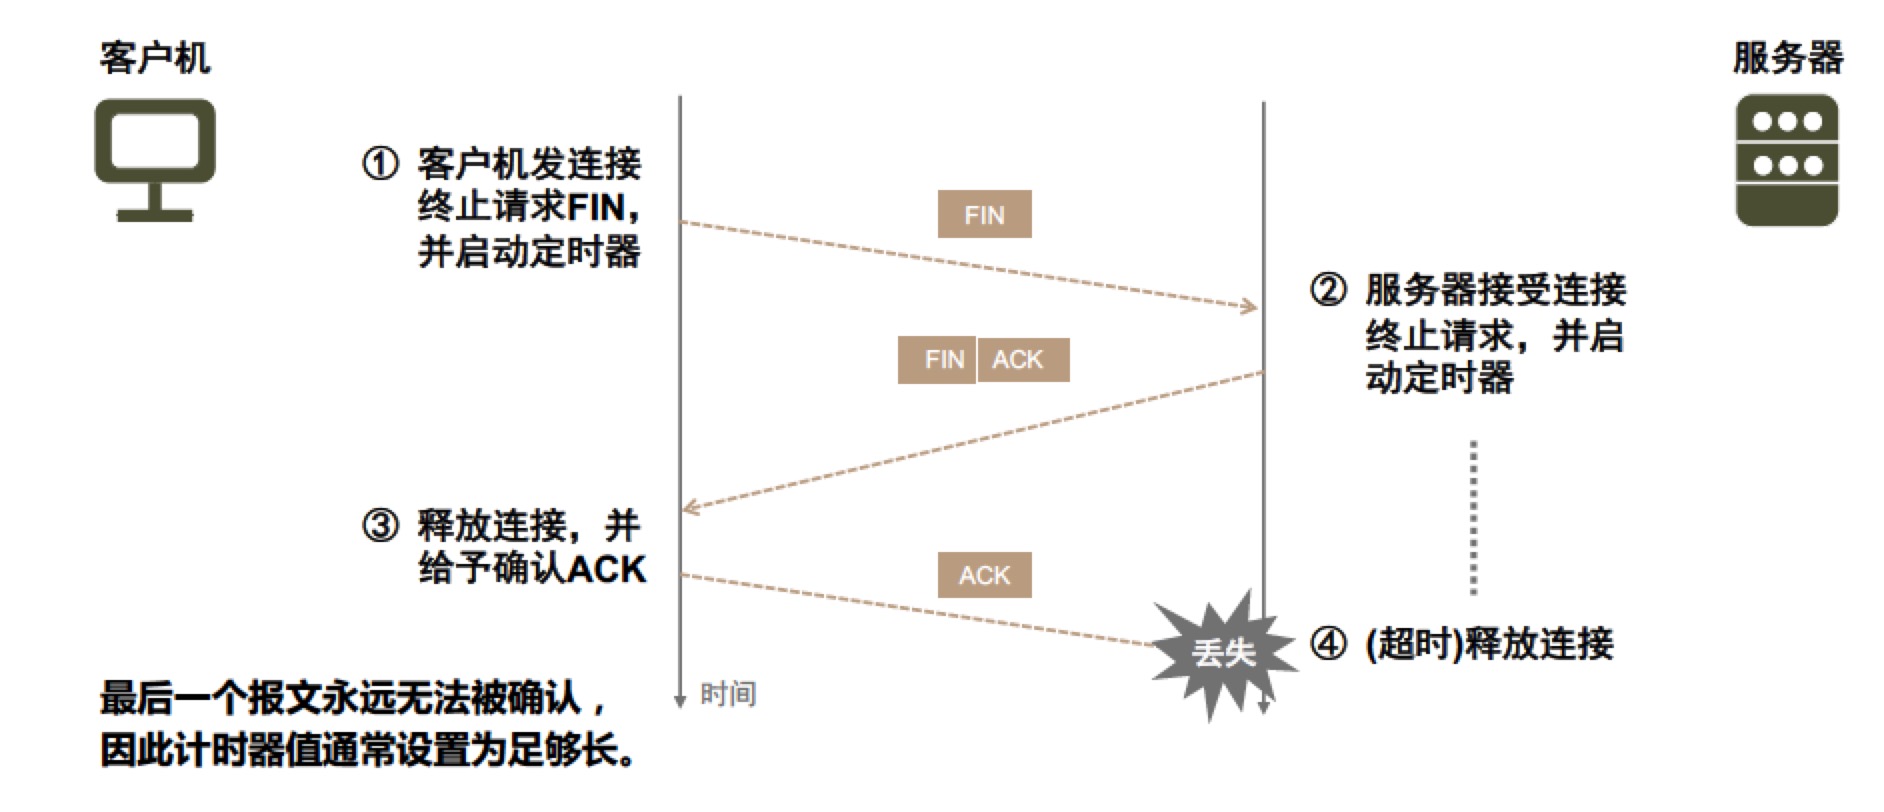 客户机
服务器
① 客户机发连接
终止请求FIN，
并启动定时器
FIN
② 服务器接受连接
终止请求，并启
动定时器
FIN ACK
③ 释放连接，并
给予确认ACK
ACK
丢失
④ (超时)释放连接
时间
最后一个报文永远无法被确认，
因此计时器值通常设置为足够长。